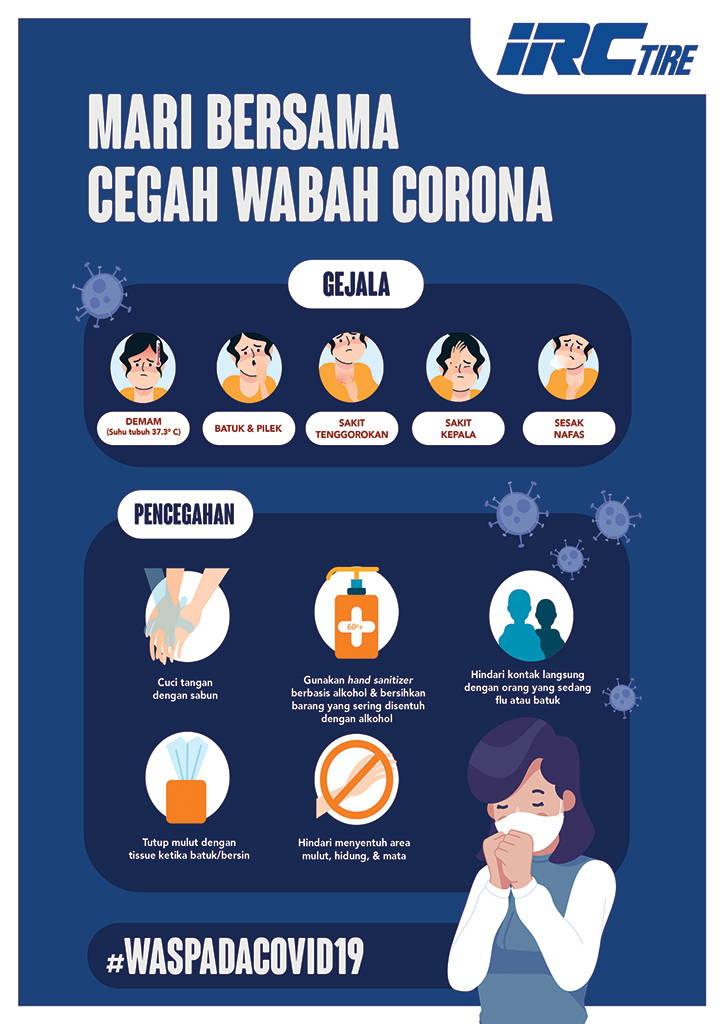 IRC TIRE
MARI BERSAMA
CEGAH WABAH CORONA
GEJALA
DEMAM
(Suhu tubuh 37.3° C)
BATUK & PILEK
SAKIT
TENGGOROKAN
SAKIT
KEPALA
SESAK
NAFAS
PENCEGAHAN
Cuci tangan
dengan sabun
60%+
Gunakan hand sanitizer
berbasis alkohol & bersihkan
barang yang sering disentuh
dengan alkohol
Hindari kontak langsung
dengan orang yang sedang
flu atau batuk
Tutup mulut dengan
tissue ketika batuk/bersin
Hindari menyentuh area
mulut, hidung, & mata
#WASPADACOVID19